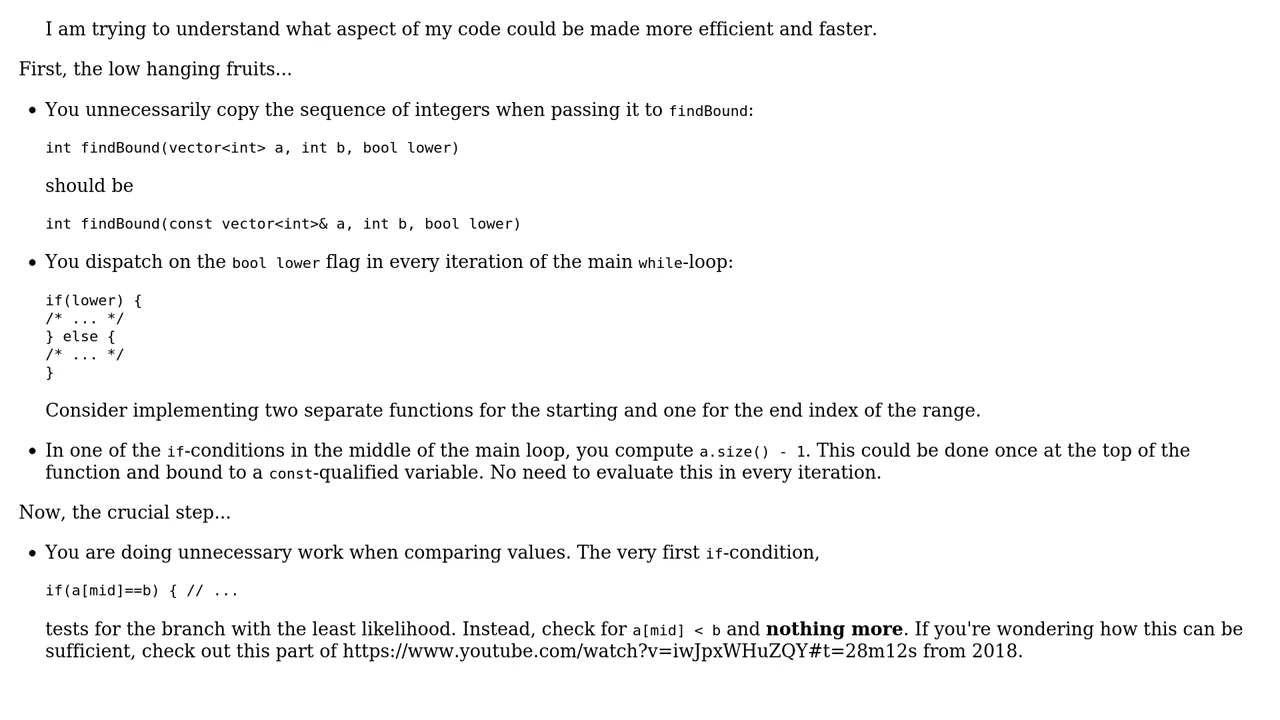 I am trying to understand what aspect of my code could be made more efficient and faster.
First, the low hanging fruits...
• You unnecessarily copy the sequence of integers when passing it to findBound:
int findBound(vector<int> a, int b, bool lower)
should be
int findBound(const vector<int>& a, int b, bool lower)
• You dispatch on the bool lower flag in every iteration of the main while-loop:
if(lower) {
/* ... */
} else {
/* ... */
}
Consider implementing two separate functions for the starting and one for the end index of the range.
• In one of the if-conditions in the middle of the main loop, you compute a.size() - 1. This could be done once at the top of the
function and bound to a const-qualified variable. No need to evaluate this in every iteration.
Now, the crucial step...
• You are doing unnecessary work when comparing values. The very first if-condition,
if(a[mid]==b) { // ...
tests for the branch with the least likelihood. Instead, check for a[mid] < b and nothing more. If you're wondering how this can be
sufficient, check out this part of https://www.youtube.com/watch?v=iwJpxWHuZQY#t=28m12s from 2018.